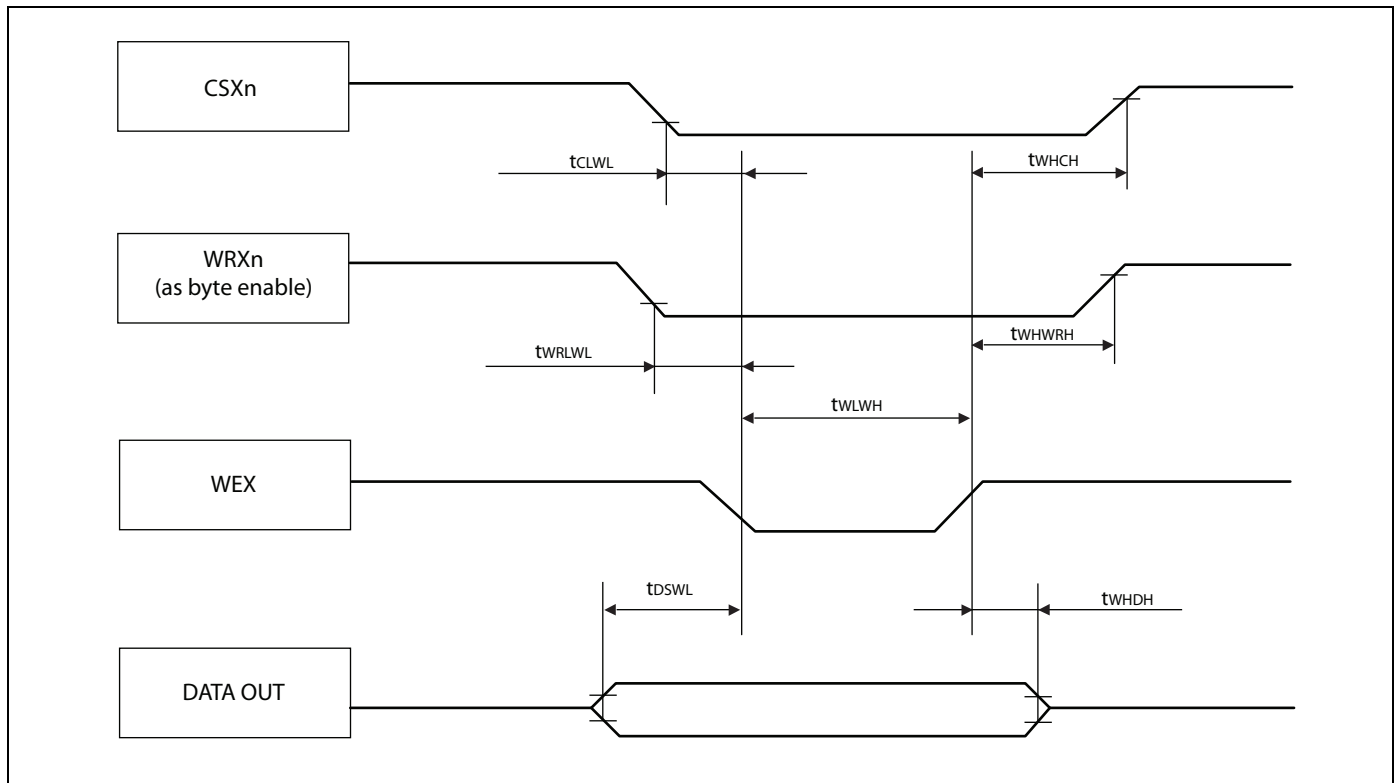 CSXn
tCLWL
tWHCH
WRXn
(as byte enable)
tWRLWL
tWHWRH
tWLWH
WEX
tDSWL
tWHDH
DATA OUT